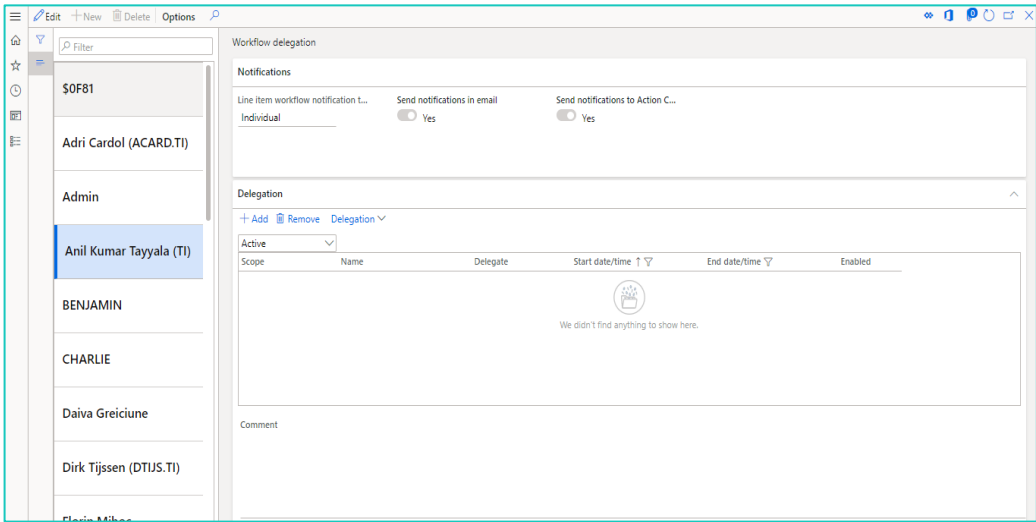 Edit New Delete Options
Filter
$0F81
Adri Cardol (ACARD.TI)
Admin
Anil Kumar Tayyala (TI)
BENJAMIN
CHARLIE
Daiva Greiciune
Dirk Tijssen (DTIJS.TI)
Florin Mihoc
Workflow delegation
Notifications
Line item workflow notification t... Send notifications in email Send notifications to Action C...
Individual Yes Yes
Delegation
Add Remove Delegation
Active
Scope Name Delegate Start date/time End date/time Enabled
We didn't find anything to show here.
Comment
0